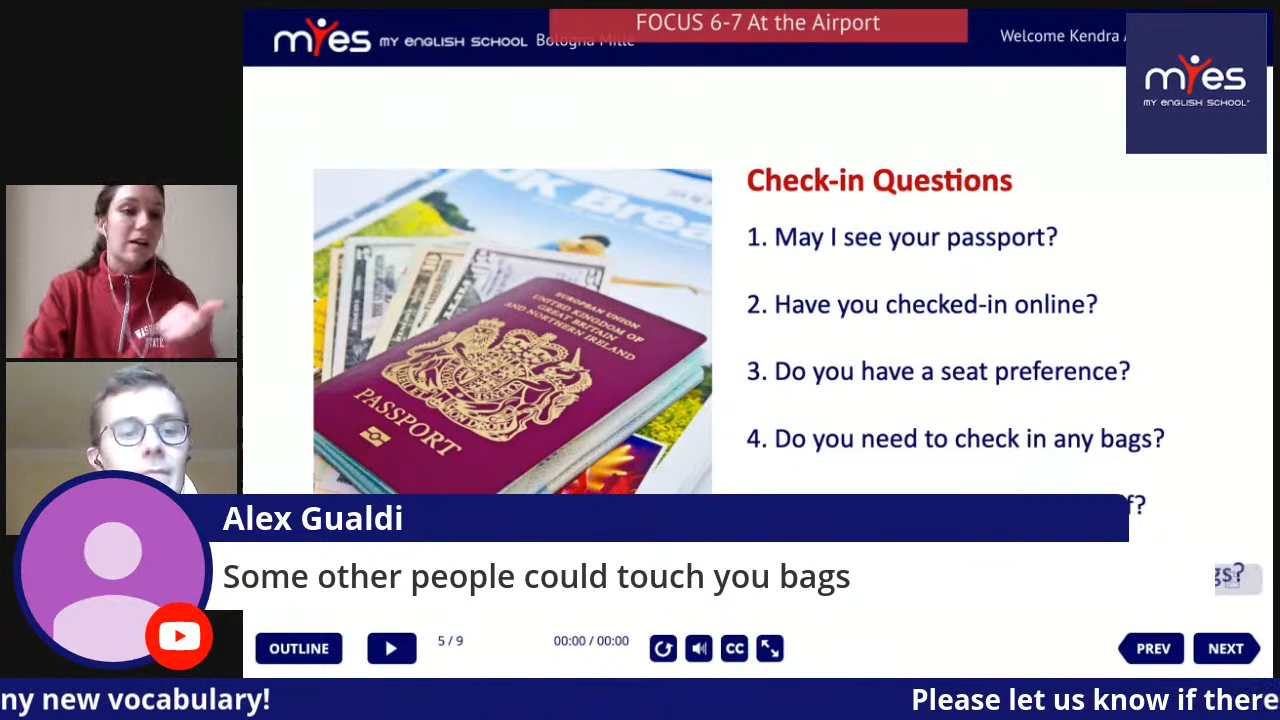 FOCUS 6-7 At the Airport
myes MY ENGLISH SCHOOL Bologna Mille
Welcome Kendra
myes
MY ENGLISH SCHOOL
Check-in Questions
1. May I see your passport?
2. Have you checked-in online?
3. Do you have a seat preference?
4. Do you need to check in any bags?
f?
gs?
EUROPEAN UNION
UNITED KINGDOM OF
GREAT BRITAIN
AND NORTHERN IRELAND
PASSPORT
Alex Gualdi
Some other people could touch you bags
OUTLINE
5 / 9
00:00 / 00:00
CC
PREV
NEXT
ny new vocabulary!
Please let us know if there